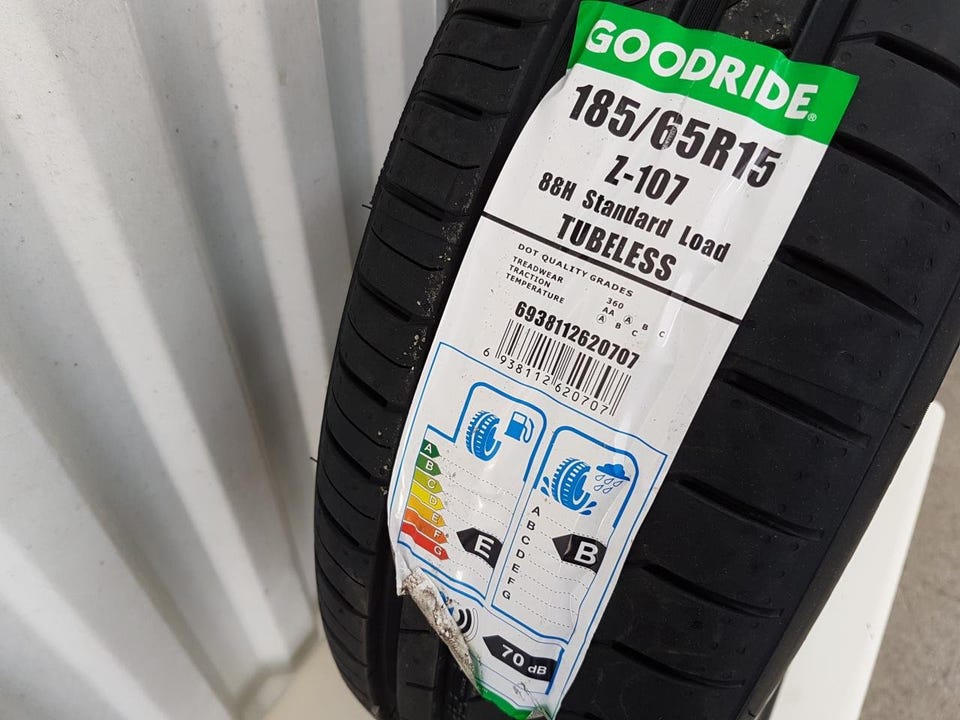 GOODRIDE®
185/65R15
Z-107
88H Standard Load
TUBELESS
DOT QUALITY GRADES
TREADWEAR 360
TRACTION AA A B C
TEMPERATURE A B C
6938112620707
6 938112 620707
A
B
C
D
E
F
G
E
A
B
C
D
E
F
G
B
70 dB